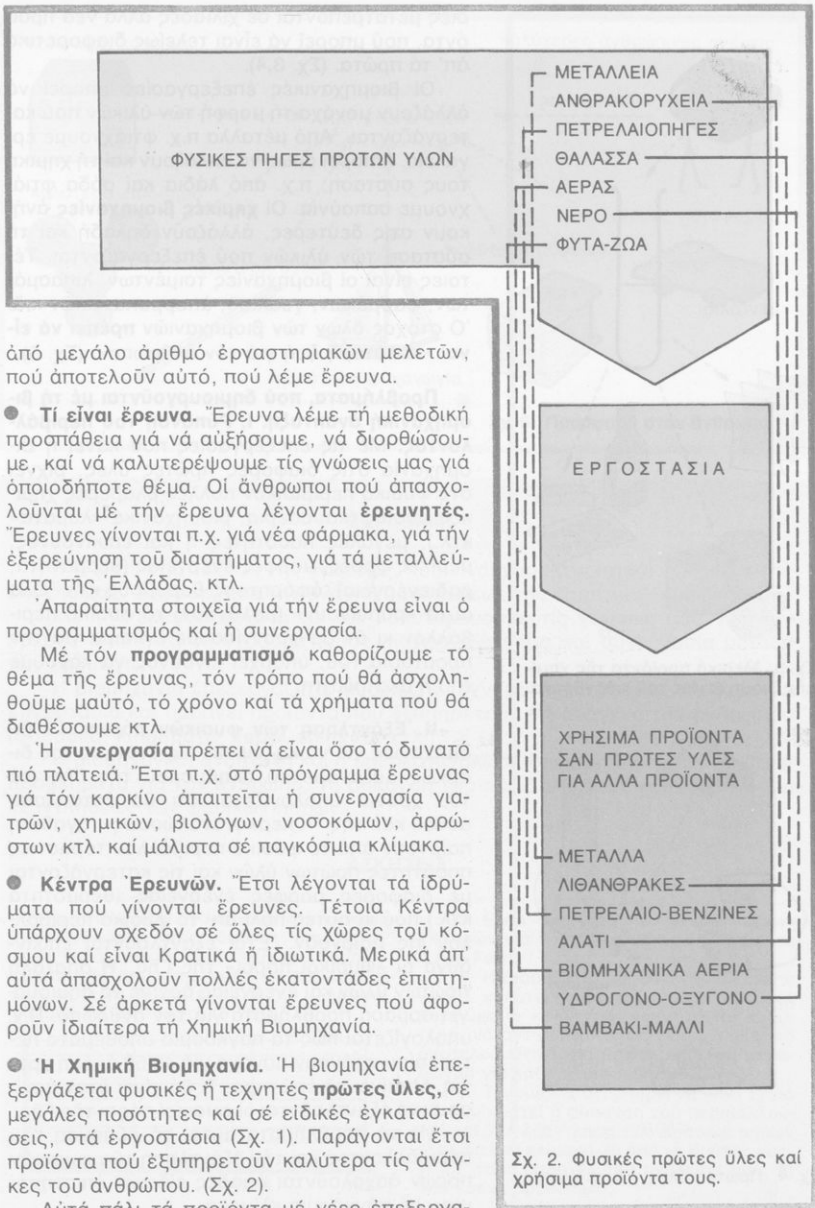 ΦΥΣΙΚΕΣ ΠΗΓΕΣ ΠΡΩΤΩΝ ΥΛΩΝ
ΜΕΤΑΛΛΕΙΑ
ΑΝΘΡΑΚΟΡΥΧΕΙΑ
ΠΕΤΡΕΛΑΙΟΠΗΓΕΣ
ΘΑΛΑΣΣΑ
ΑΕΡΑΣ
ΝΕΡΟ
ΦΥΤΑ-ΖΩΑ
ἀπό μεγάλο ἀριθμό ἐργαστηριακῶν μελετῶν,
πού ἀποτελοῦν αὐτό, πού λέμε ἔρευνα.
● Τί εἶναι ἔρευνα. Ἔρευνα λέμε τή μεθοδική
προσπάθεια γιά νά αὐξήσουμε, νά διορθώσου-
με, καί νά καλυτερέψουμε τίς γνώσεις μας γιά
ὁποιοδήποτε θέμα. Οἱ ἄνθρωποι πού ἀπασχο-
λοῦνται μέ τήν ἔρευνα λέγονται ἐρευνητές.
Ἔρευνες γίνονται π.χ. γιά νέα φάρμακα, γιά τήν
ἐξερεύνηση τοῦ διαστήματος, γιά τά μεταλλεύ-
ματα τῆς Ἑλλάδας, κτλ.
Ἀπαραίτητα στοιχεῖα γιά τήν ἔρευνα εἶναι ὁ
προγραμματισμός καί ἡ συνεργασία.
Μέ τόν προγραμματισμό καθορίζουμε τό
θέμα τῆς ἔρευνας, τόν τρόπο πού θά ἀσχολη-
θοῦμε μαὐτό, τό χρόνο καί τά χρήματα πού θά
διαθέσουμε κτλ.
Ἡ συνεργασία πρέπει νά εἶναι ὅσο τό δυνατό
πιό πλατειά. Ἔτσι π.χ. στό πρόγραμμα ἔρευνας
γιά τόν καρκίνο ἀπαιτεῖται ἡ συνεργασία για-
τρῶν, χημικῶν, βιολόγων, νοσοκόμων, ἀρρώ-
στων κτλ. καί μάλιστα σέ παγκόσμια κλίμακα.
● Κέντρα Ἐρευνῶν. Ἔτσι λέγονται τά ἱδρύ-
ματα πού γίνονται ἔρευνες. Τέτοια Κέντρα
ὑπάρχουν σχεδόν σέ ὅλες τίς χῶρες τοῦ κό-
σμου καί εἶναι Κρατικά ἤ ἰδιωτικά. Μερικά ἀπ'
αὐτά ἀπασχολοῦν πολλές ἑκατοντάδες ἐπιστη-
μόνων. Σέ ἀρκετά γίνονται ἔρευνες πού ἀφο-
ροῦν ἰδιαίτερα τή Χημική Βιομηχανία.
● Ἡ Χημική Βιομηχανία. Ἡ βιομηχανία ἐπε-
ξεργάζεται φυσικές ἤ τεχνητές πρῶτες ὗλες, σέ
μεγάλες ποσότητες καί σέ εἰδικές ἐγκαταστά-
σεις, στά ἐργοστάσια (Σχ. 1). Παράγονται ἔτσι
προϊόντα πού ἐξυπηρετοῦν καλύτερα τίς ἀνάγ-
κες τοῦ ἀνθρώπου. (Σχ. 2).
Αὐτά πάλι τά προϊόντα μέ νέες ἐπεξεργα-
ΕΡΓΟΣΤΑΣΙΑ
ΧΡΗΣΙΜΑ ΠΡΟΪΟΝΤΑ
ΣΑΝ ΠΡΩΤΕΣ ΥΛΕΣ
ΓΙΑ ΑΛΛΑ ΠΡΟΪΟΝΤΑ
ΜΕΤΑΛΛΑ
ΛΙΘΑΝΘΡΑΚΕΣ
ΠΕΤΡΕΛΑΙΟ-ΒΕΝΖΙΝΕΣ
ΑΛΑΤΙ
ΒΙΟΜΗΧΑΝΙΚΑ ΑΕΡΙΑ
ΥΔΡΟΓΟΝΟ-ΟΞΥΓΟΝΟ
ΒΑΜΒΑΚΙ-ΜΑΛΛΙ
Σχ. 2. Φυσικές πρῶτες ὗλες καί
χρήσιμα προϊόντα τους.